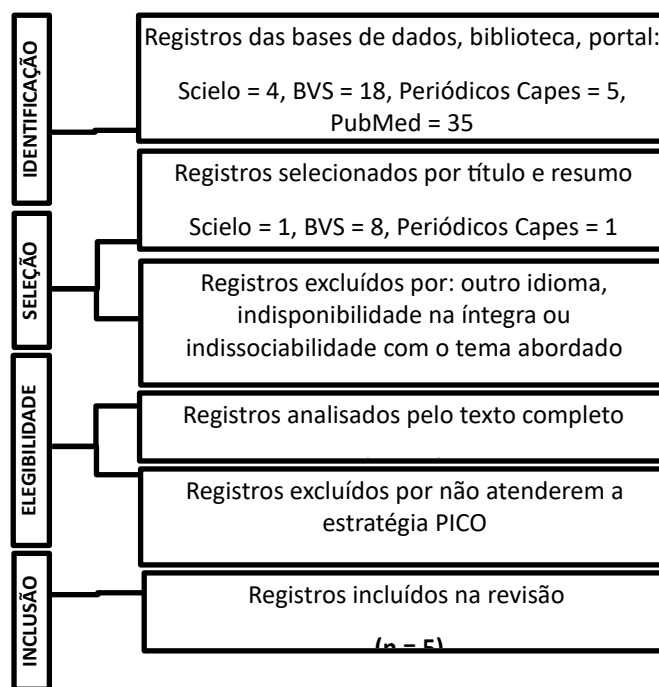 IDENTIFICAÇÃO
Registros das bases de dados, biblioteca, portal:
Scielo = 4, BVS = 18, Periódicos Capes = 5,
PubMed = 35
SELEÇÃO
Registros selecionados por título e resumo
Scielo = 1, BVS = 8, Periódicos Capes = 1
Registros excluídos por: outro idioma,
indisponibilidade na íntegra ou
indissociabilidade com o tema abordado
ELEGIBILIDADE
Registros analisados pelo texto completo
Registros excluídos por não atenderem a
estratégia PICO
INCLUSÃO
Registros incluídos na revisão
(n = 5)